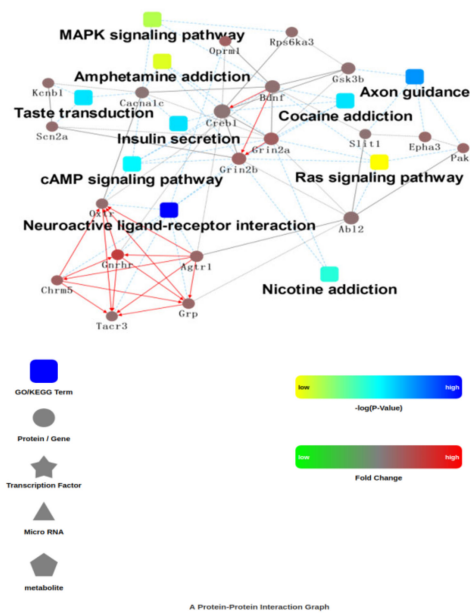 MAPK signaling pathway
Rps6ka3
Oprm1
Amphetamine addiction
Gsk3b
Kcnb1
Bdnf
Axon guidance
Cacna1c
Taste transduction
Creb1
Cocaine addiction
Scn2a
Insulin secretion
Grin2a
Slit1
Epha3
Pak
Grin2b
cAMP signaling pathway
Ras signaling pathway
Oxtr
Neuroactive ligand-receptor interaction
Abl2
Gnrhr
Agtr1
Chrm5
Nicotine addiction
Grp
Tacr3
GO/KEGG Term
low high
-log(P-Value)
Protein / Gene
low high
Fold Change
Transcription Factor
Micro RNA
metabolite
A Protein-Protein Interaction Graph